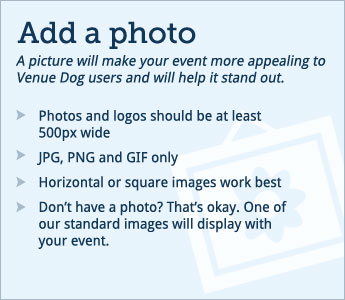 Add a photo
A picture will make your event more appealing to
Venue Dog users and will help it stand out.
Photos and logos should be at least
500px wide
JPG, PNG and GIF only
Horizontal or square images work best
Don’t have a photo? That’s okay. One of
our standard images will display with
your event.